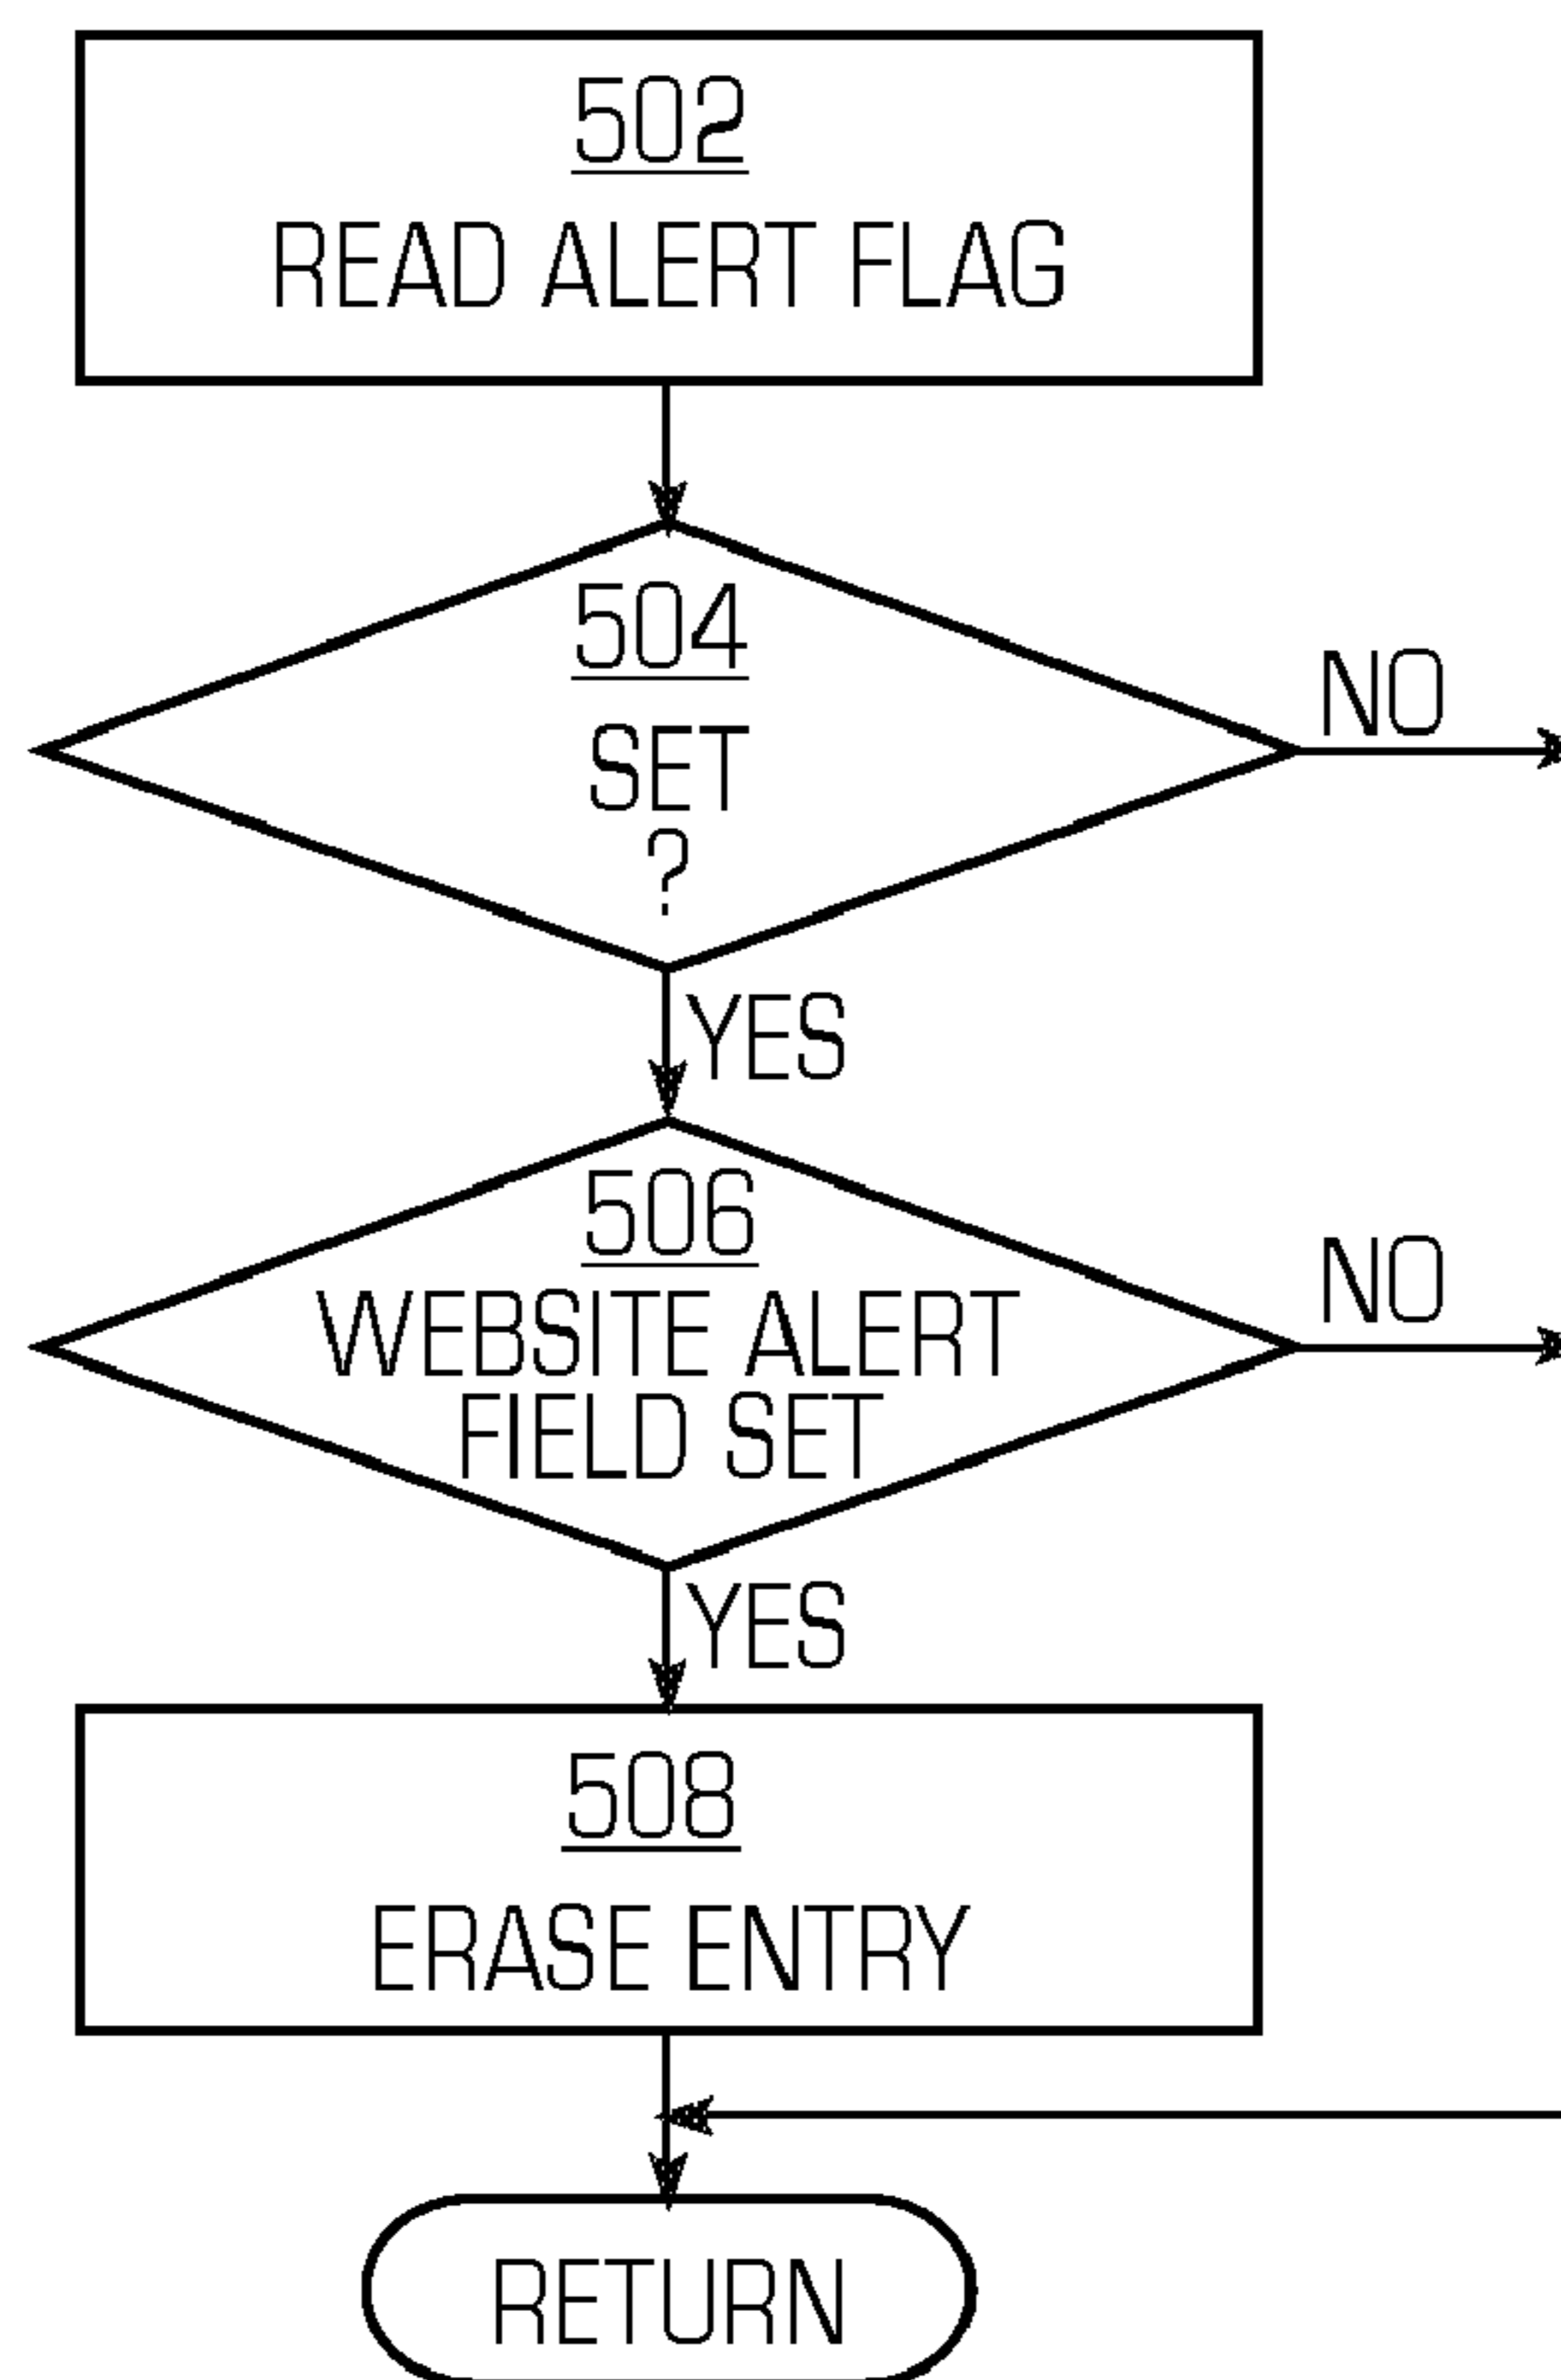 502
READ ALERT FLAG
504
SET
?
NO
YES
506
WEBSITE ALERT
FIELD SET
NO
YES
508
ERASE ENTRY
RETURN